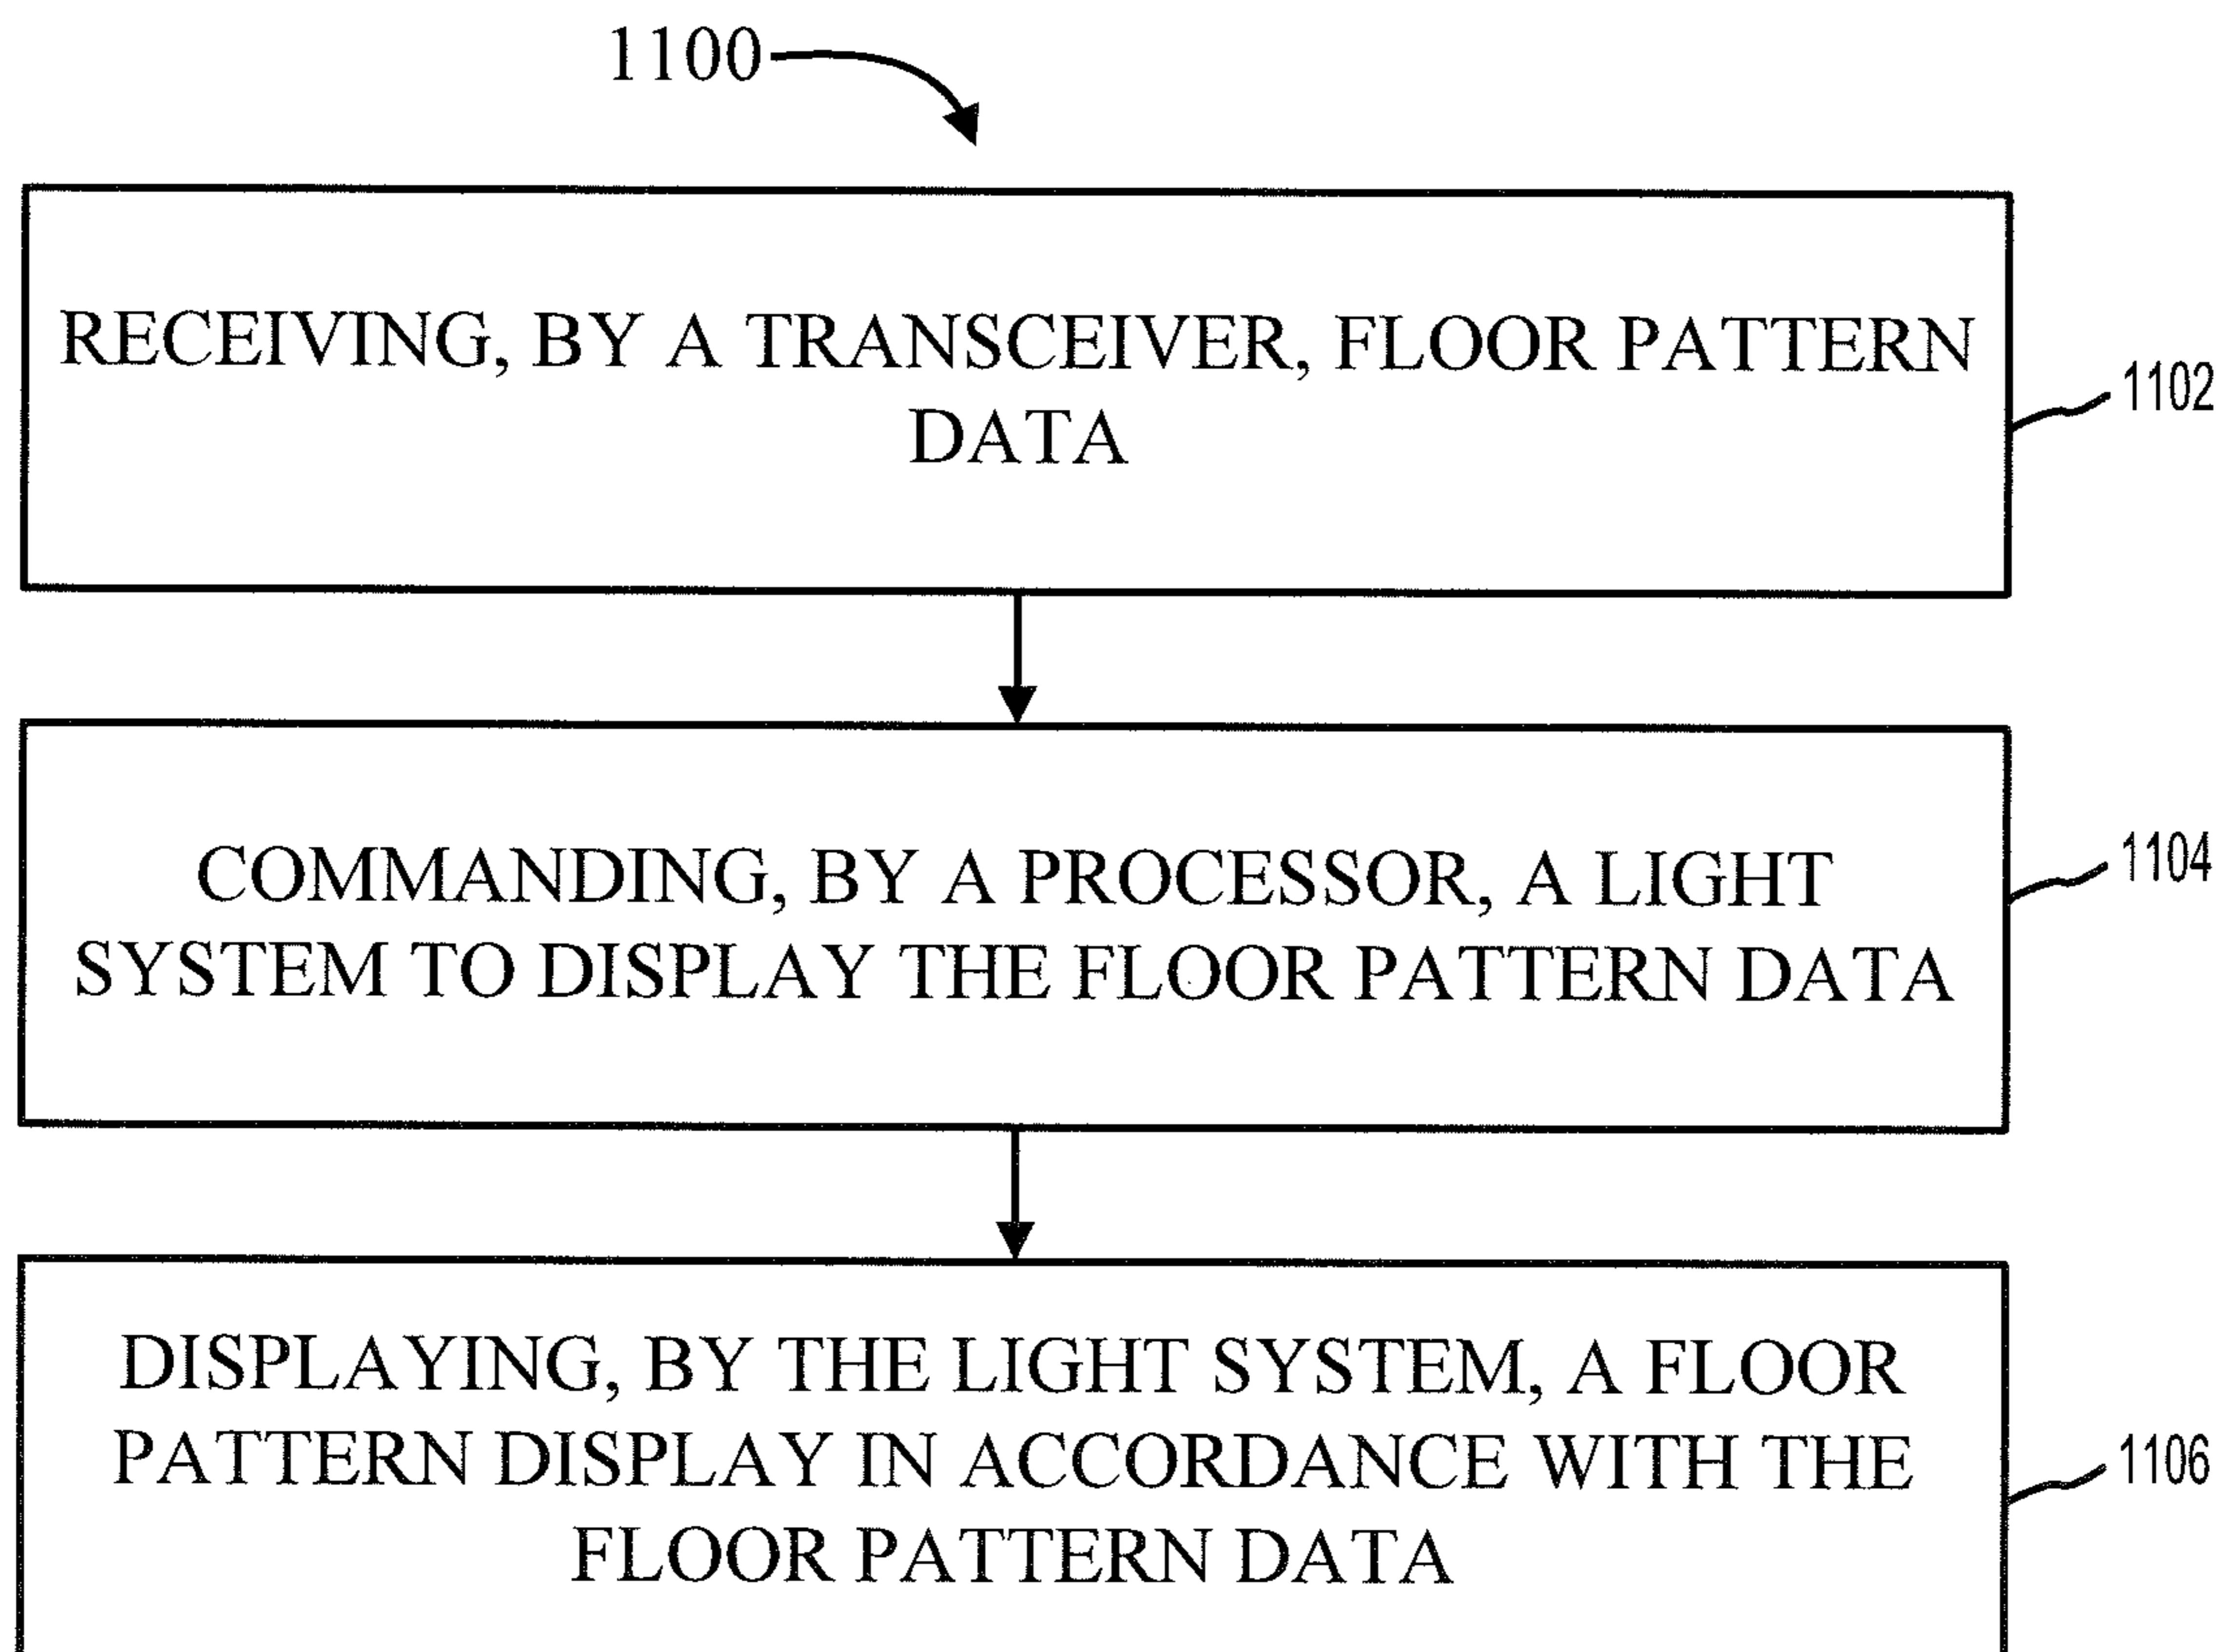 1100
RECEIVING, BY A TRANSCEIVER, FLOOR PATTERN
DATA
1102
COMMANDING, BY A PROCESSOR, A LIGHT
SYSTEM TO DISPLAY THE FLOOR PATTERN DATA
1104
DISPLAYING, BY THE LIGHT SYSTEM, A FLOOR
PATTERN DISPLAY IN ACCORDANCE WITH THE
FLOOR PATTERN DATA
1106